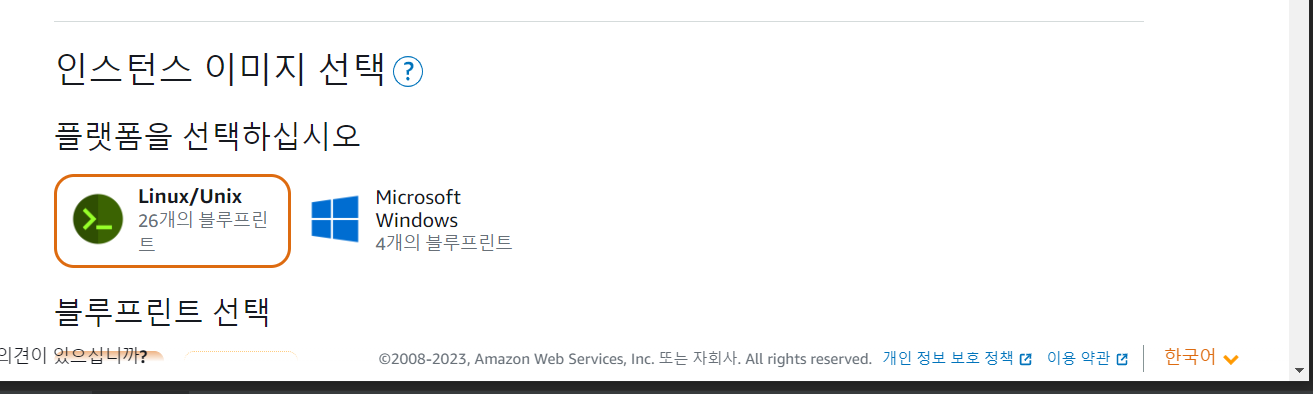 인스턴스 이미지 선택 ?
플랫폼을 선택하십시오
Linux/Unix
26개의 블루프린
트
Microsoft
Windows
4개의 블루프린트
블루프린트 선택
의견이 있으십니까?
©2008-2023, Amazon Web Services, Inc. 또는 자회사. All rights reserved. 개인 정보 보호 정책 이용 약관 한국어